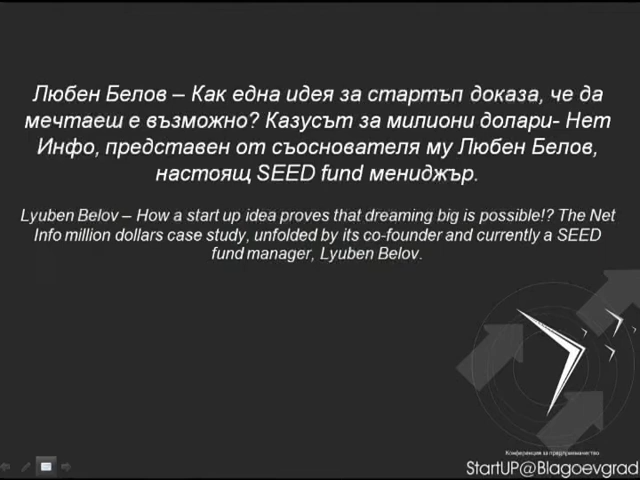 Любен Белов – Как една идея за стартъп доказа, че да
мечтаеш е възможно? Казусът за милиони долари- Нет
Инфо, представен от съоснователя му Любен Белов,
настоящ SEED fund мениджър.
Lyuben Belov – How a start up idea proves that dreaming big is possible!? The Net
Info million dollars case study, unfolded by its co-founder and currently a SEED
fund manager, Lyuben Belov.
Конференция за предприемачество
StartUP@Blagoevgrad